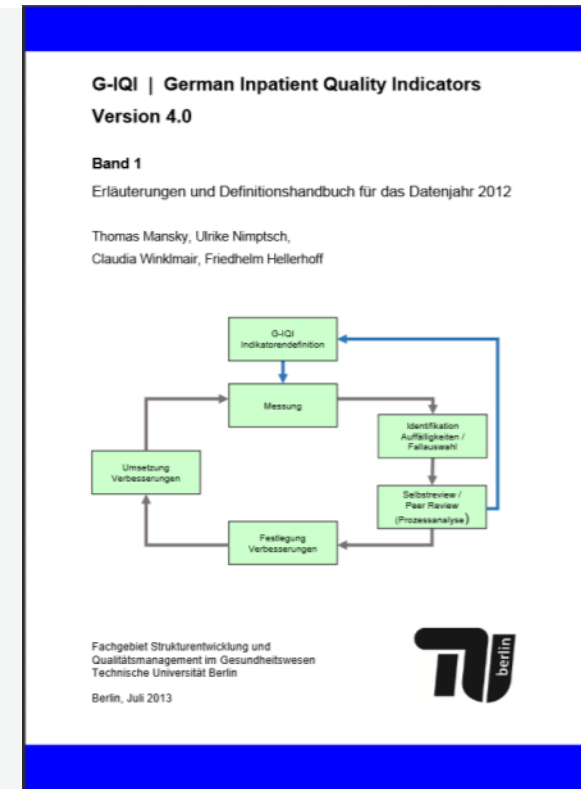 G-IQI | German Inpatient Quality Indicators
Version 4.0
Band 1
Erläuterungen und Definitionshandbuch für das Datenjahr 2012
Thomas Mansky, Ulrike Nimptsch,
Claudia Winklmair, Friedhelm Hellerhoff
G-IQI
Indikatorendefinition
Messung
Identifikation
Auffälligkeiten /
Fallauswahl
Umsetzung
Verbesserungen
Selbstreview /
Peer Review
(Prozessanalyse)
Festlegung
Verbesserungen
Fachgebiet Strukturentwicklung und
Qualitätsmanagement im Gesundheitswesen
Technische Universität Berlin
Berlin, Juli 2013
berlin